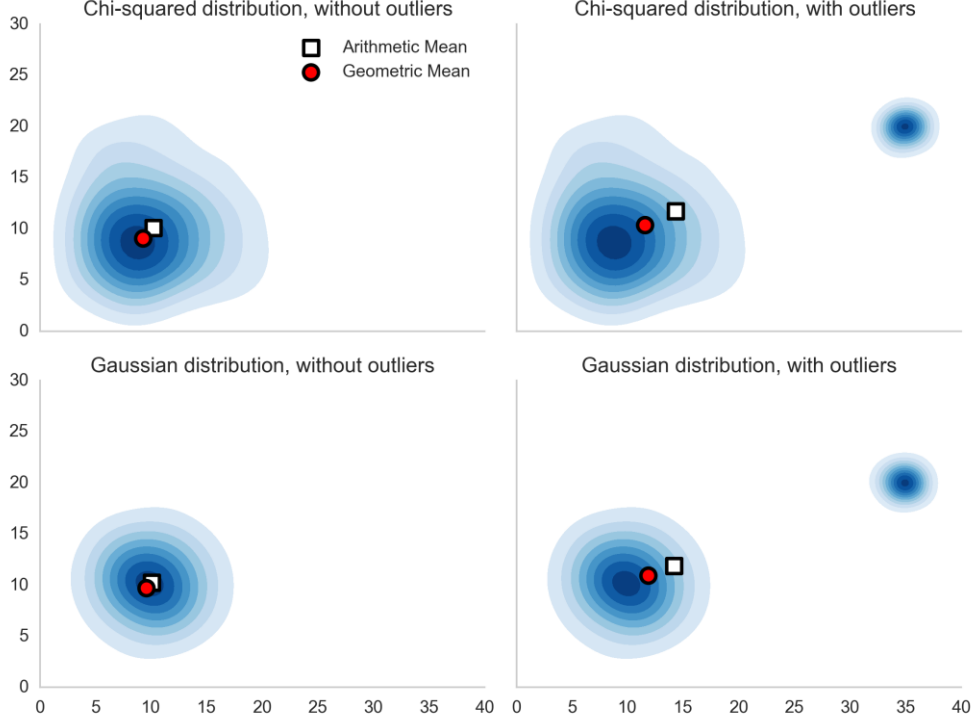 Chi-squared distribution, without outliers
Chi-squared distribution, with outliers
30
25
20
15
10
5
0
Arithmetic Mean
Geometric Mean
Gaussian distribution, without outliers
Gaussian distribution, with outliers
30
25
20
15
10
5
0
0 5 10 15 20 25 30 35 40
0 5 10 15 20 25 30 35 40